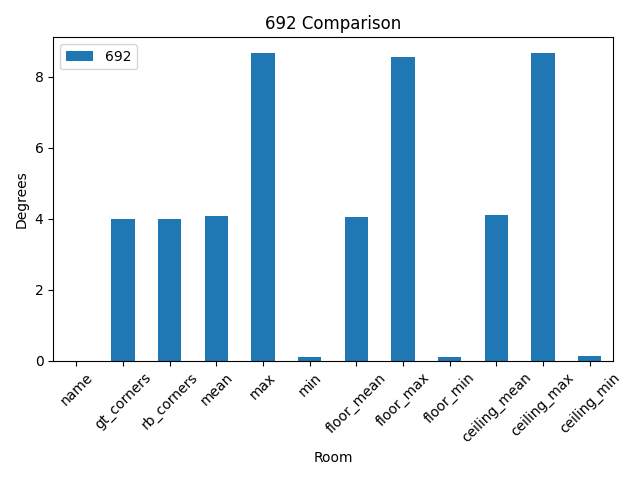 692 Comparison
692
Degrees
8
6
4
2
0
name
gt_corners
rb_corners
mean
max
min
floor_mean
floor_max
floor_min
ceiling_mean
ceiling_max
ceiling_min
Room